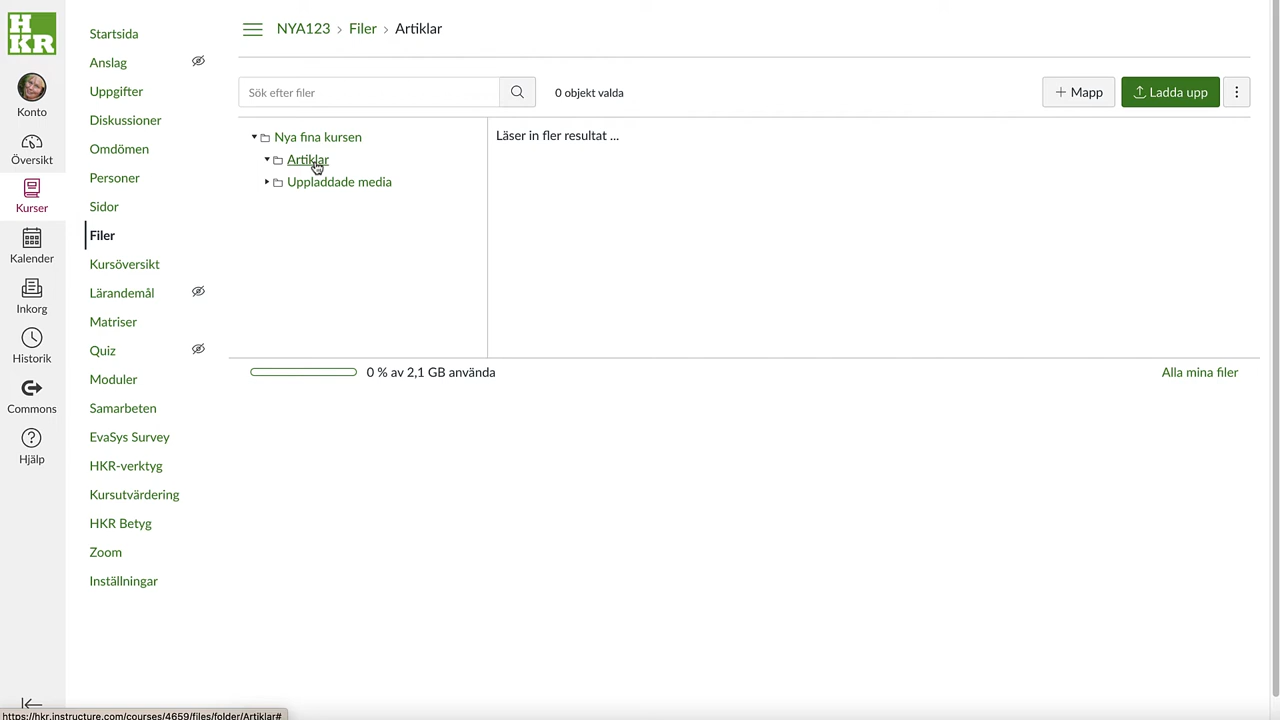 HKR
Konto
Översikt
Kurser
Kalender
Inkorg
Historik
Commons
Hjälp
Startsida
Anslag
Uppgifter
Diskussioner
Omdömen
Personer
Sidor
Filer
Kursöversikt
Lärandemål
Matriser
Quiz
Moduler
Samarbeten
EvaSys Survey
HKR-verktyg
Kursutvärdering
HKR Betyg
Zoom
Inställningar
NYA123 › Filer › Artiklar
Sök efter filer
0 objekt valda
+ Mapp
Ladda upp
Nya fina kursen
Artiklar
Uppladdade media
Läser in fler resultat ...
0 % av 2,1 GB använda
Alla mina filer
https://hkr.instructure.com/courses/4659/files/folder/Artiklar#